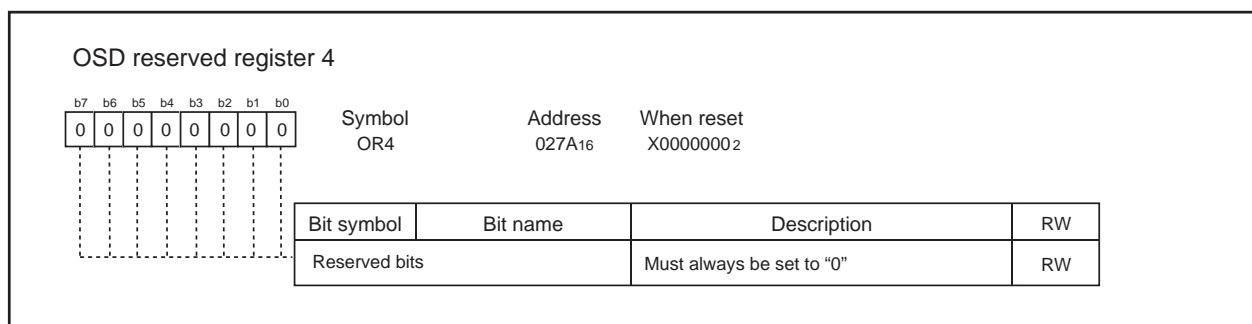 OSD reserved register 4
b7 b6 b5 b4 b3 b2 b1 b0
0 0 0 0 0 0 0 0
Symbol Address When reset
OR4 027A16 X00000002
Bit symbol Bit name Description RW
Reserved bits Must always be set to “0” RW